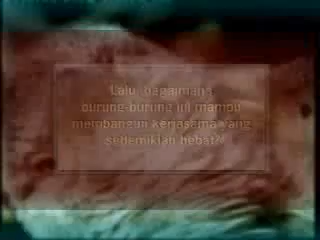 Lalu, bagaimana
burung-burung ini mampu
membangun kerjasama yang
sedemikian hebat?